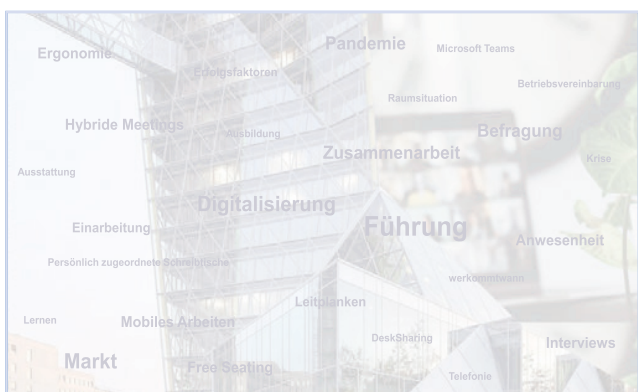 Pandemie
Microsoft Teams
Ergonomie
Erfolgsfaktoren
Betriebsvereinbarung
Raumsituation
Hybride Meetings
Ausbildung
Befragung
Zusammenarbeit
Krise
Ausstattung
Digitalisierung
Führung
Einarbeitung
Anwesenheit
Persönlich zugeordnete Schreibtische
werkommtwann
Leitplanken
Lernen
Mobiles Arbeiten
DeskSharing
Interviews
Markt
Free Seating
Telefonie